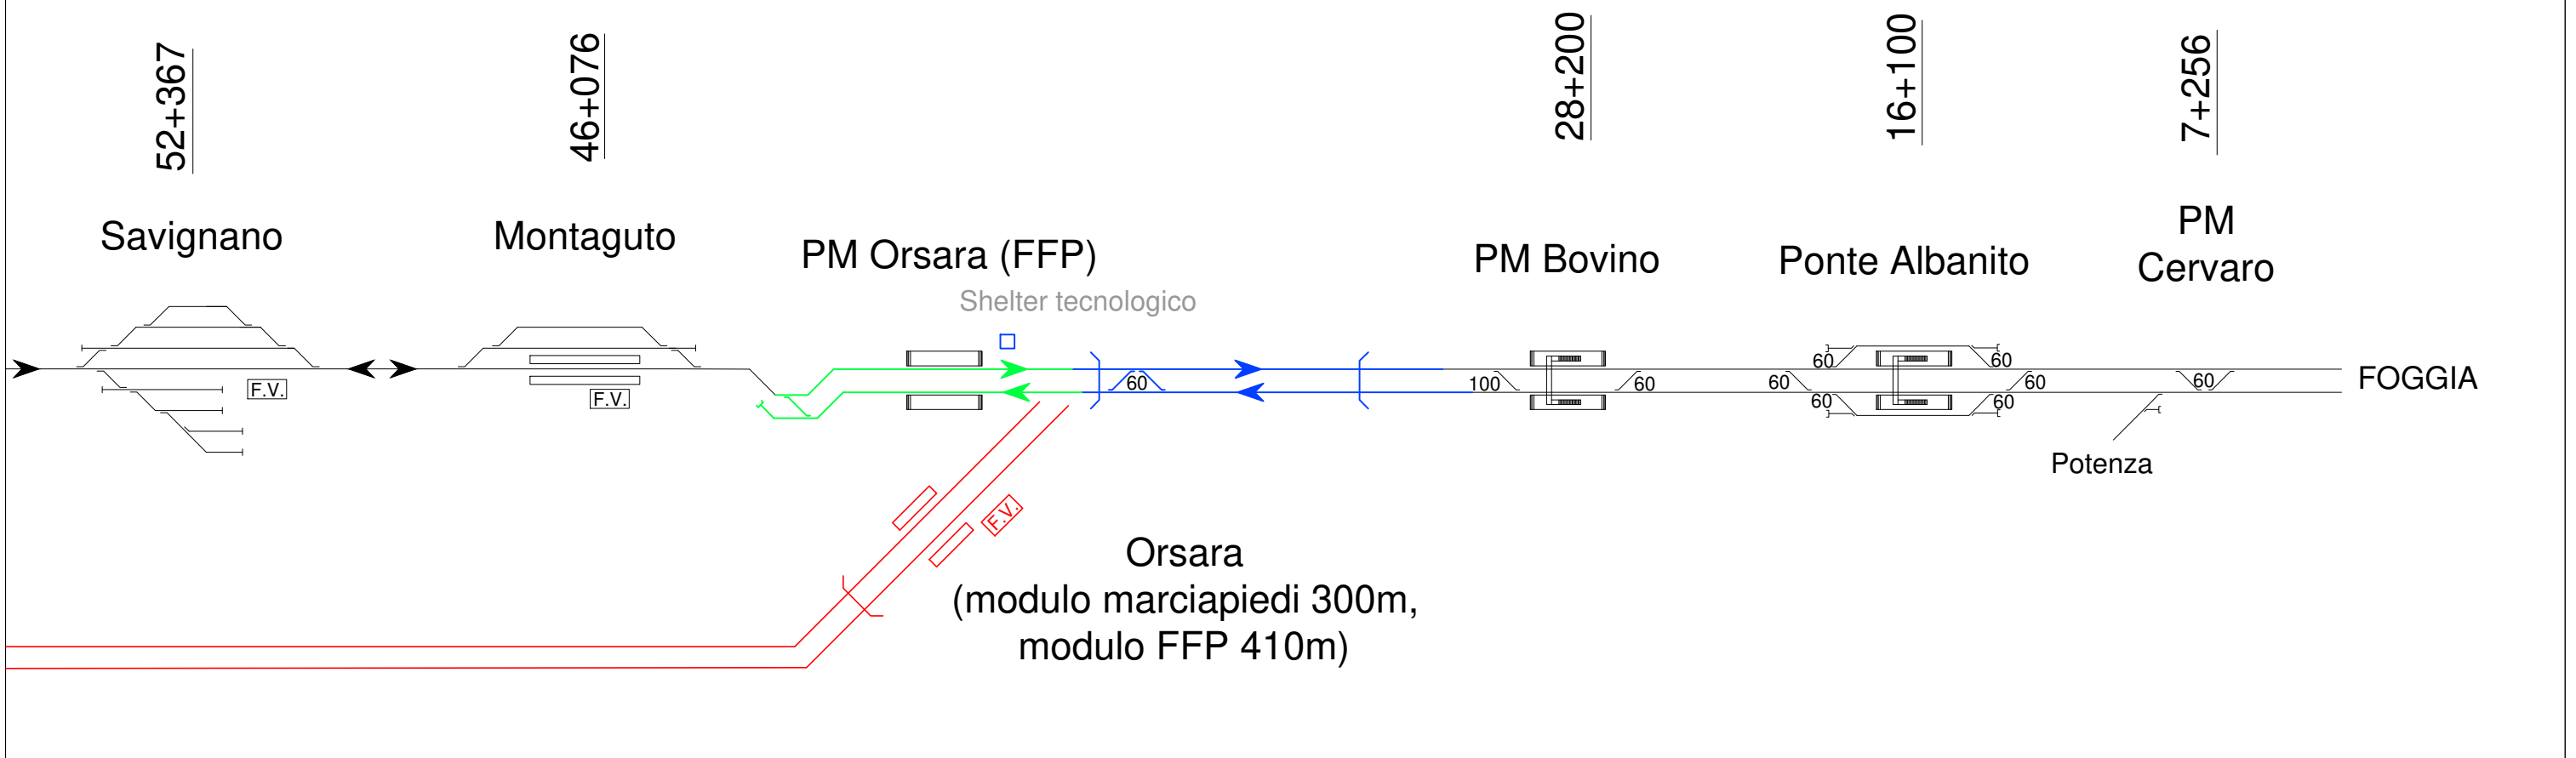 52+367
46+076
28+200
16+100
7+256
Savignano
Montaguto
PM Orsara (FFP)
Shelter tecnologico
PM Bovino
Ponte Albanito
PM
Cervaro
F.V.
F.V.
60
100
60
60
60
60
60
60
60
60
FOGGIA
Potenza
F.V.
Orsara
(modulo marciapiedi 300m,
modulo FFP 410m)